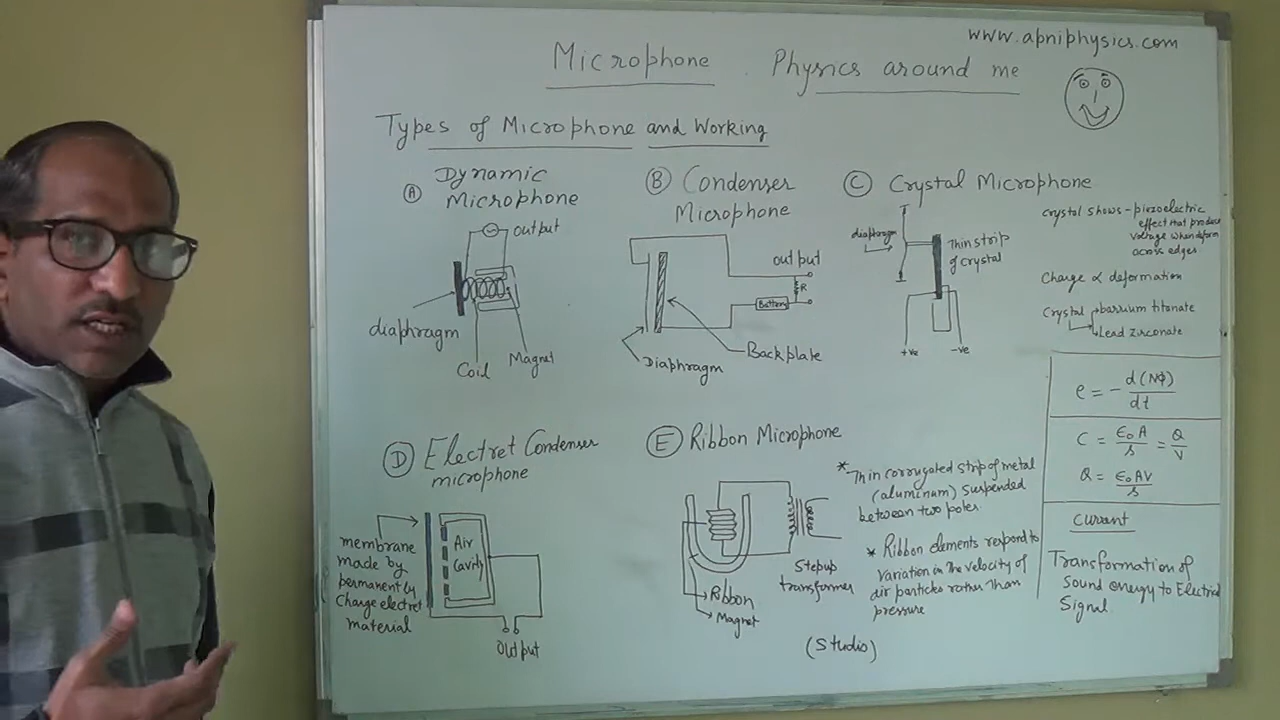 www.apniphysics.com
Microphone Physics around me
Types of Microphone and Working
(A) Dynamic
Microphone
output
diaphragm
Coil
Magnet
(B) Condenser
Microphone
output
R
Battery
Diaphragm
Backplate
(C) Crystal Microphone
diaphragm
Thin strip
of crystal
+ve
-ve
Crystal shows - piezoelectric
effect that produce
voltage when deform
across edges
Charge ∝ deformation
Crystal
barrium titonate
Lead zirconate
(D) Electret Condenser
microphone
membrane
made by
permanently
Charge electret
material
Air
Cavity
Output
(E) Ribbon Microphone
Ribbon
Magnet
Stepup
transformer
* Thin corrugated strip of metal
(aluminum) suspended
between two poles
* Ribbon elements respond to
variation in the velocity of
air particles rather than
pressure
(Studio)
e = - d(Nϕ)/dt
C = ε₀A/s = Q/V
Q = ε₀AV/s
Current
Transformation of
Sound energy to Electrical
Signal